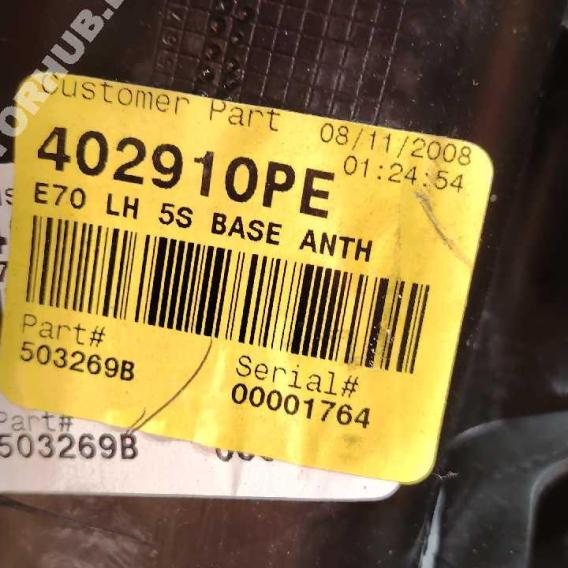 Customer Part
08/11/2008
402910PE
01:24:54
E70 LH 5S BASE ANTH
Part#
503269B
Serial#
00001764
Part#
503269B